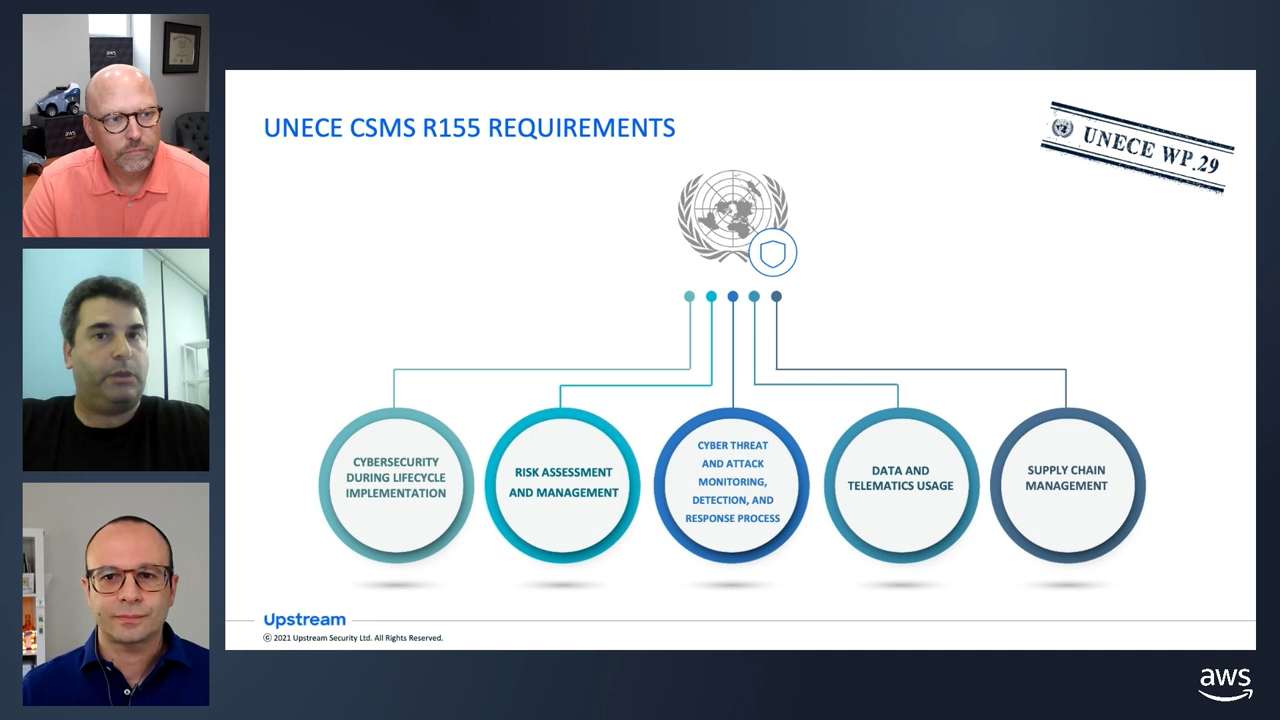 aws
aws
UNECE CSMS R155 REQUIREMENTS
UNECE WP.29
CYBERSECURITY
DURING LIFECYCLE
IMPLEMENTATION
RISK ASSESSMENT
AND MANAGEMENT
CYBER THREAT
AND ATTACK
MONITORING,
DETECTION, AND
RESPONSE PROCESS
DATA AND
TELEMATICS USAGE
SUPPLY CHAIN
MANAGEMENT
Upstream
© 2021 Upstream Security Ltd. All Rights Reserved.
aws